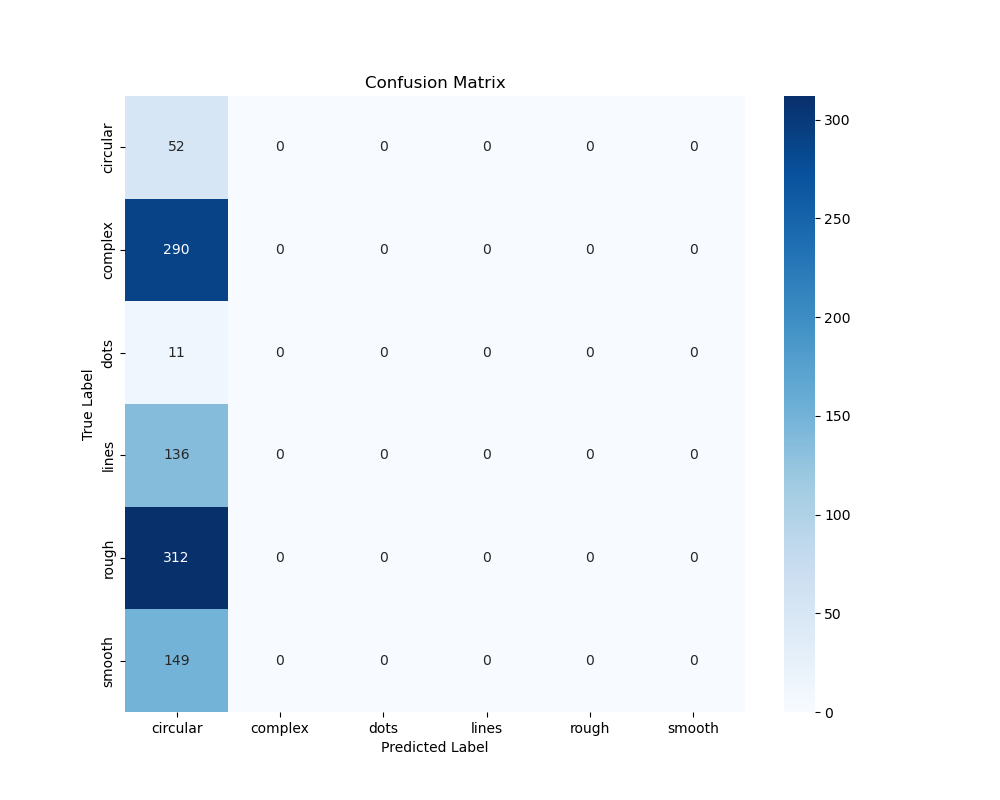 Confusion Matrix
True Label
circular 52 0 0 0 0 0
complex 290 0 0 0 0 0
dots 11 0 0 0 0 0
lines 136 0 0 0 0 0
rough 312 0 0 0 0 0
smooth 149 0 0 0 0 0
circular complex dots lines rough smooth
Predicted Label
300
250
200
150
100
50
0